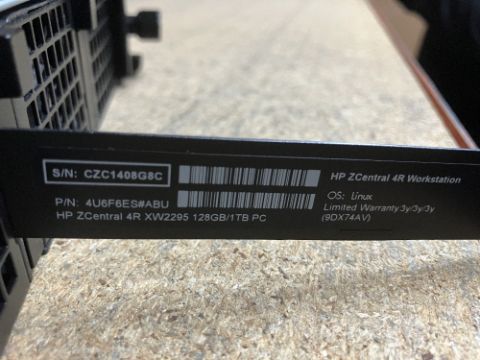 S/N: CZC1408G8C
P/N: 4U6F6ES#ABU
HP ZCentral 4R XW2295 128GB/1TB PC
HP ZCentral 4R Workstation
OS: Linux
Limited Warranty 3y/3y/3y
(9DX74AV)